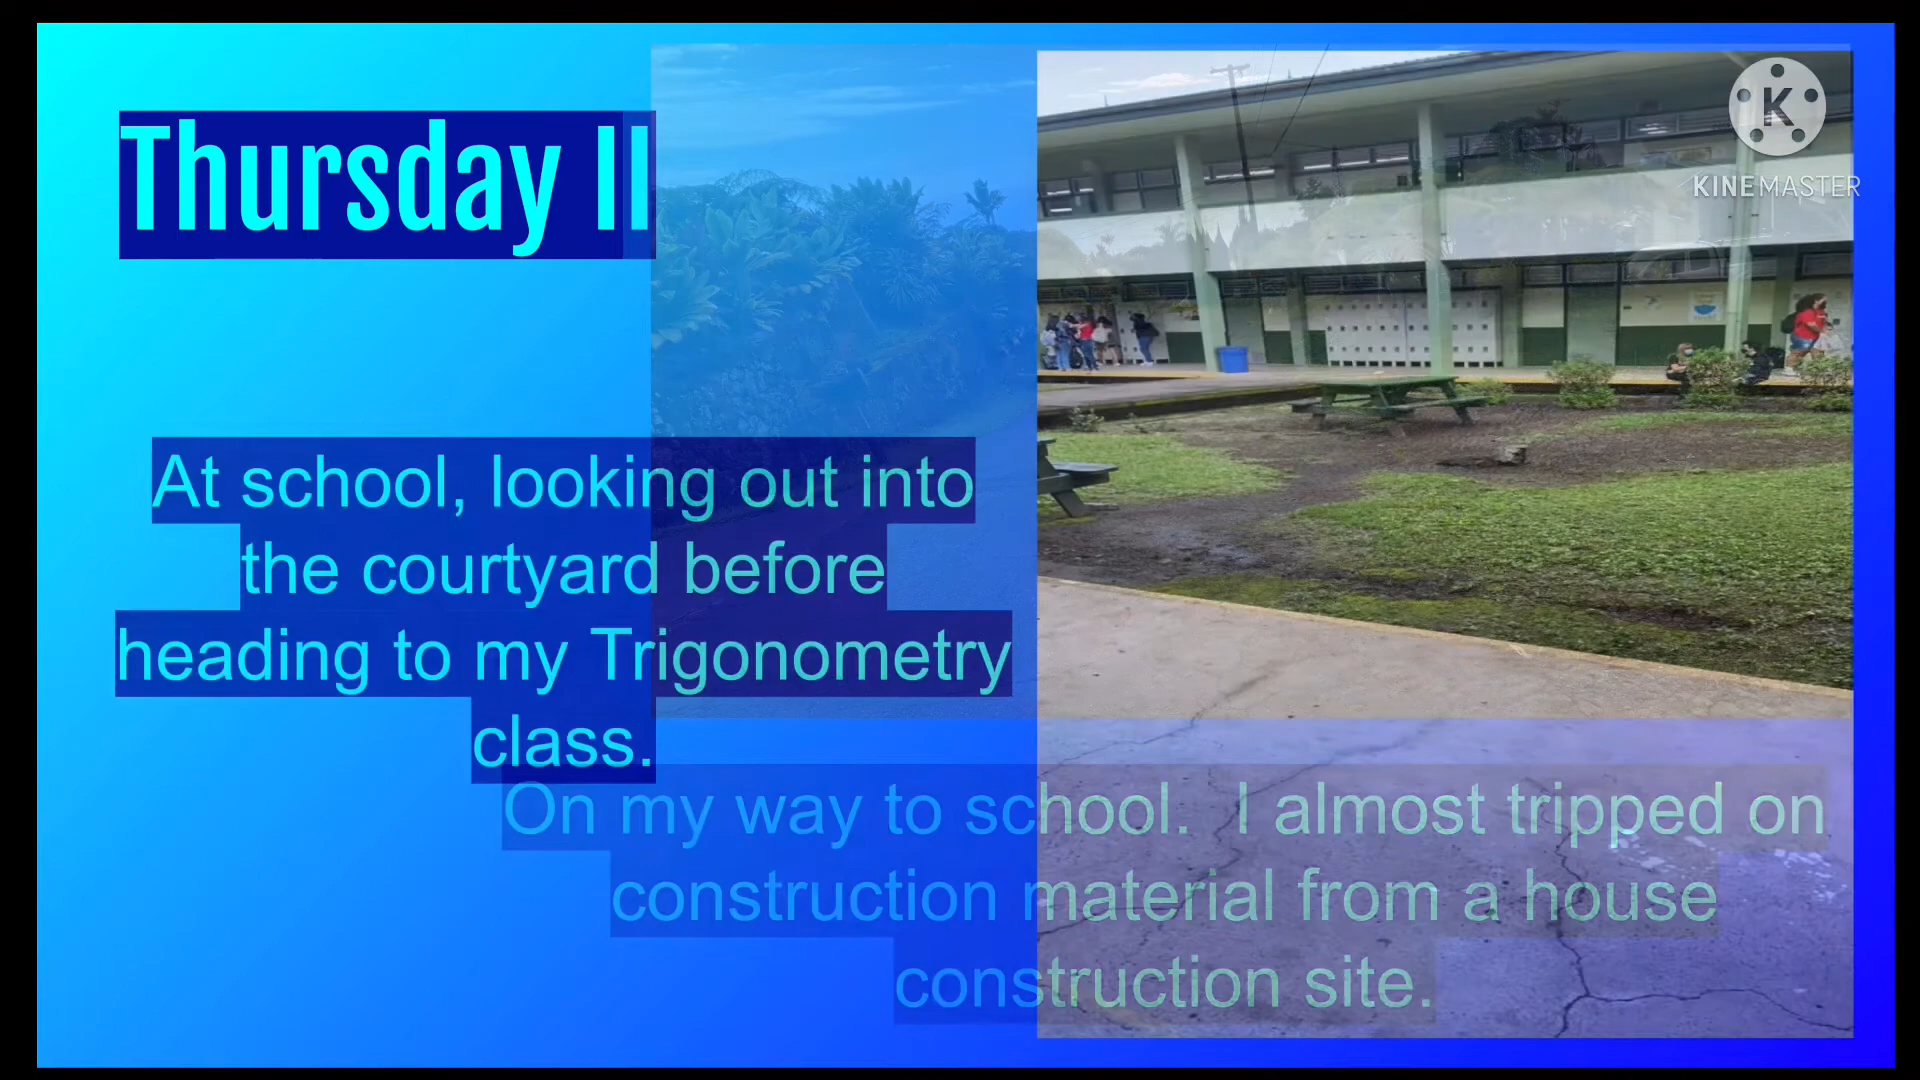 Thursday II
At school, looking out into
the courtyard before
heading to my Trigonometry
class.
On my way to school.  I almost tripped on
construction material from a house
construction site.
K
KINEMASTER